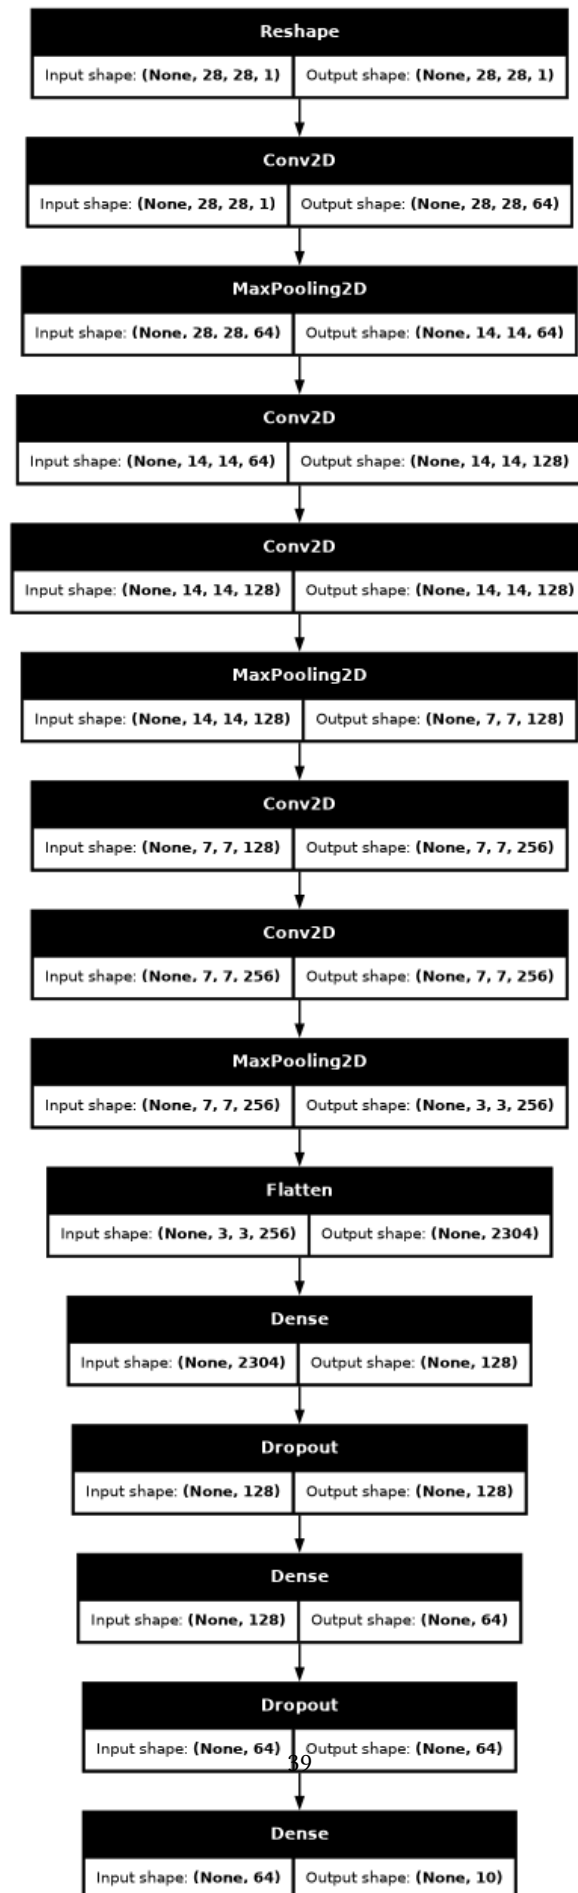 Reshape
Input shape: (None, 28, 28, 1) Output shape: (None, 28, 28, 1)
Conv2D
Input shape: (None, 28, 28, 1) Output shape: (None, 28, 28, 64)
MaxPooling2D
Input shape: (None, 28, 28, 64) Output shape: (None, 14, 14, 64)
Conv2D
Input shape: (None, 14, 14, 64) Output shape: (None, 14, 14, 128)
Conv2D
Input shape: (None, 14, 14, 128) Output shape: (None, 14, 14, 128)
MaxPooling2D
Input shape: (None, 14, 14, 128) Output shape: (None, 7, 7, 128)
Conv2D
Input shape: (None, 7, 7, 128) Output shape: (None, 7, 7, 256)
Conv2D
Input shape: (None, 7, 7, 256) Output shape: (None, 7, 7, 256)
MaxPooling2D
Input shape: (None, 7, 7, 256) Output shape: (None, 3, 3, 256)
Flatten
Input shape: (None, 3, 3, 256) Output shape: (None, 2304)
Dense
Input shape: (None, 2304) Output shape: (None, 128)
Dropout
Input shape: (None, 128) Output shape: (None, 128)
Dense
Input shape: (None, 128) Output shape: (None, 64)
Dropout
Input shape: (None, 64) Output shape: (None, 64)
39
Dense
Input shape: (None, 64) Output shape: (None, 10)